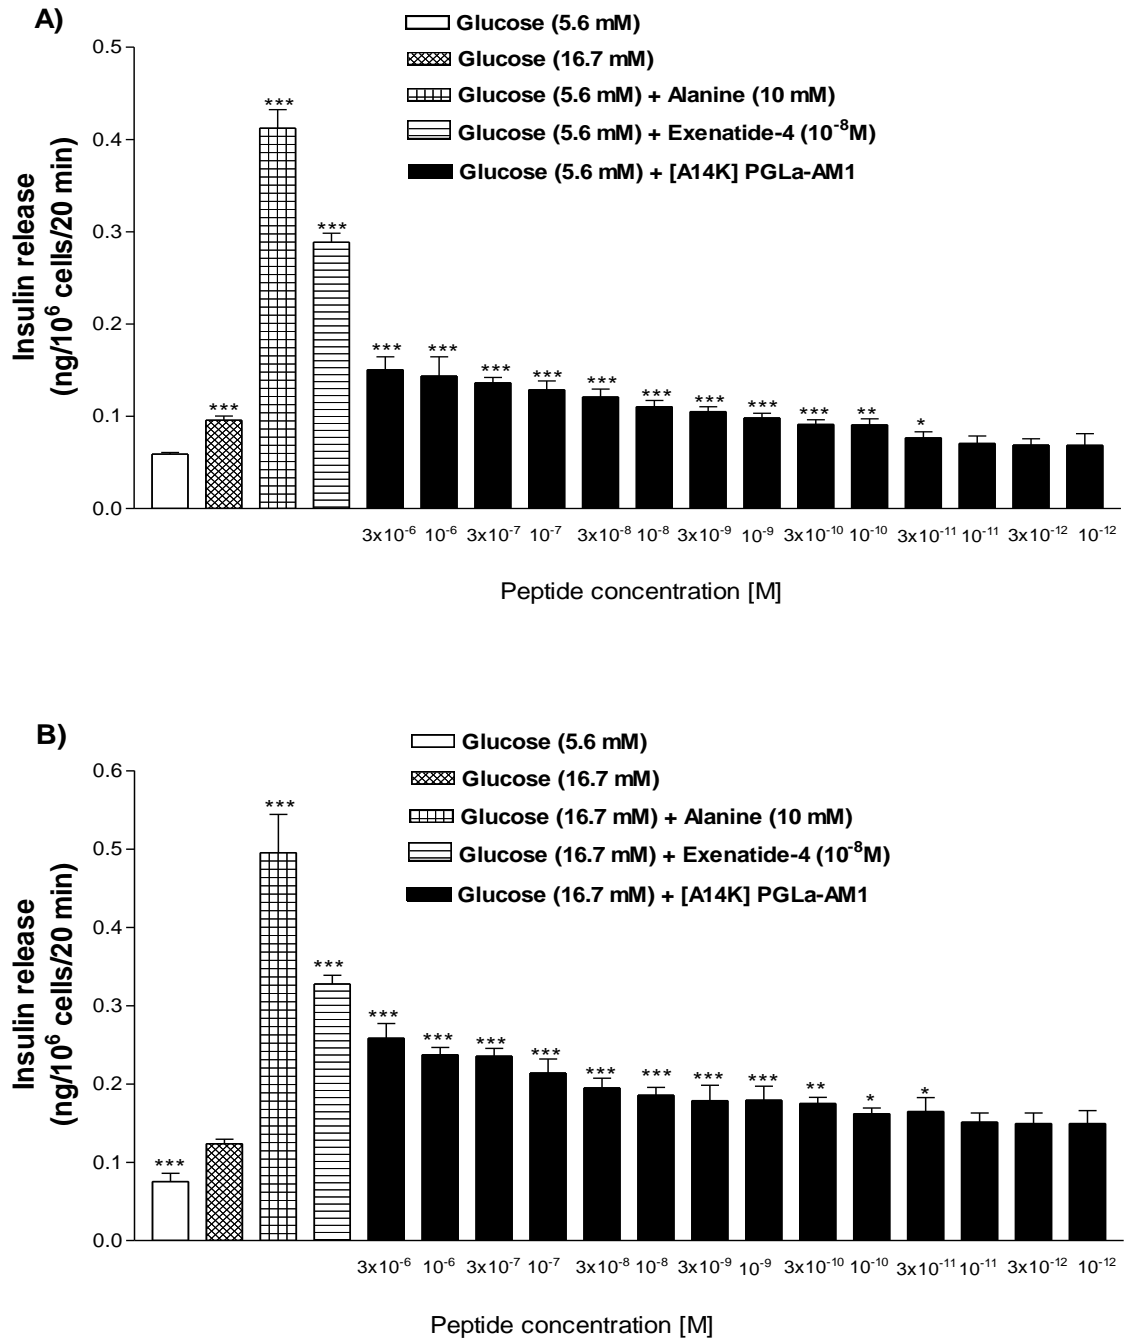 A)
Glucose (5.6 mM)
Glucose (16.7 mM)
Glucose (5.6 mM) + Alanine (10 mM)
Glucose (5.6 mM) + Exenatide-4 (10⁻⁸M)
Glucose (5.6 mM) + [A14K] PGLa-AM1
Insulin release
(ng/10⁶ cells/20 min)
0.5
0.4
0.3
0.2
0.1
0.0
*** *** *** *** *** *** *** *** *** *** *** *** ** *
3x10⁻⁶ 10⁻⁶ 3x10⁻⁷ 10⁻⁷ 3x10⁻⁸ 10⁻⁸ 3x10⁻⁹ 10⁻⁹ 3x10⁻¹⁰ 10⁻¹⁰ 3x10⁻¹¹ 10⁻¹¹ 3x10⁻¹² 10⁻¹²
Peptide concentration [M]
B)
Glucose (5.6 mM)
Glucose (16.7 mM)
Glucose (16.7 mM) + Alanine (10 mM)
Glucose (16.7 mM) + Exenatide-4 (10⁻⁸M)
Glucose (16.7 mM) + [A14K] PGLa-AM1
Insulin release
(ng/10⁶ cells/20 min)
0.6
0.5
0.4
0.3
0.2
0.1
0.0
*** *** *** *** *** *** *** *** *** *** *** ** * *
3x10⁻⁶ 10⁻⁶ 3x10⁻⁷ 10⁻⁷ 3x10⁻⁸ 10⁻⁸ 3x10⁻⁹ 10⁻⁹ 3x10⁻¹⁰ 10⁻¹⁰ 3x10⁻¹¹ 10⁻¹¹ 3x10⁻¹² 10⁻¹²
Peptide concentration [M]